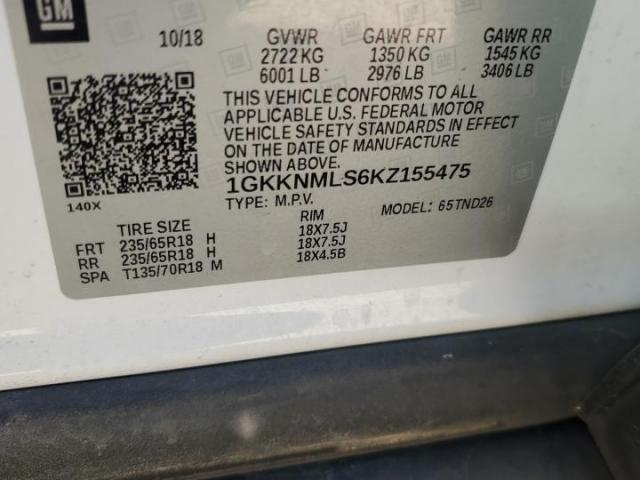 GM
10/18 GVWR GAWR FRT GAWR RR
2722 KG 1350 KG 1545 KG
6001 LB 2976 LB 3406 LB
THIS VEHICLE CONFORMS TO ALL
APPLICABLE U.S. FEDERAL MOTOR
VEHICLE SAFETY STANDARDS IN EFFECT
ON THE DATE OF MANUFACTURE
SHOWN ABOVE.
1GKKNMLS6KZ155475
140X TYPE: M.P.V. MODEL: 65TND26
TIRE SIZE RIM
FRT 235/65R18 H 18X7.5J
RR 235/65R18 H 18X7.5J
SPA T135/70R18 M 18X4.5B